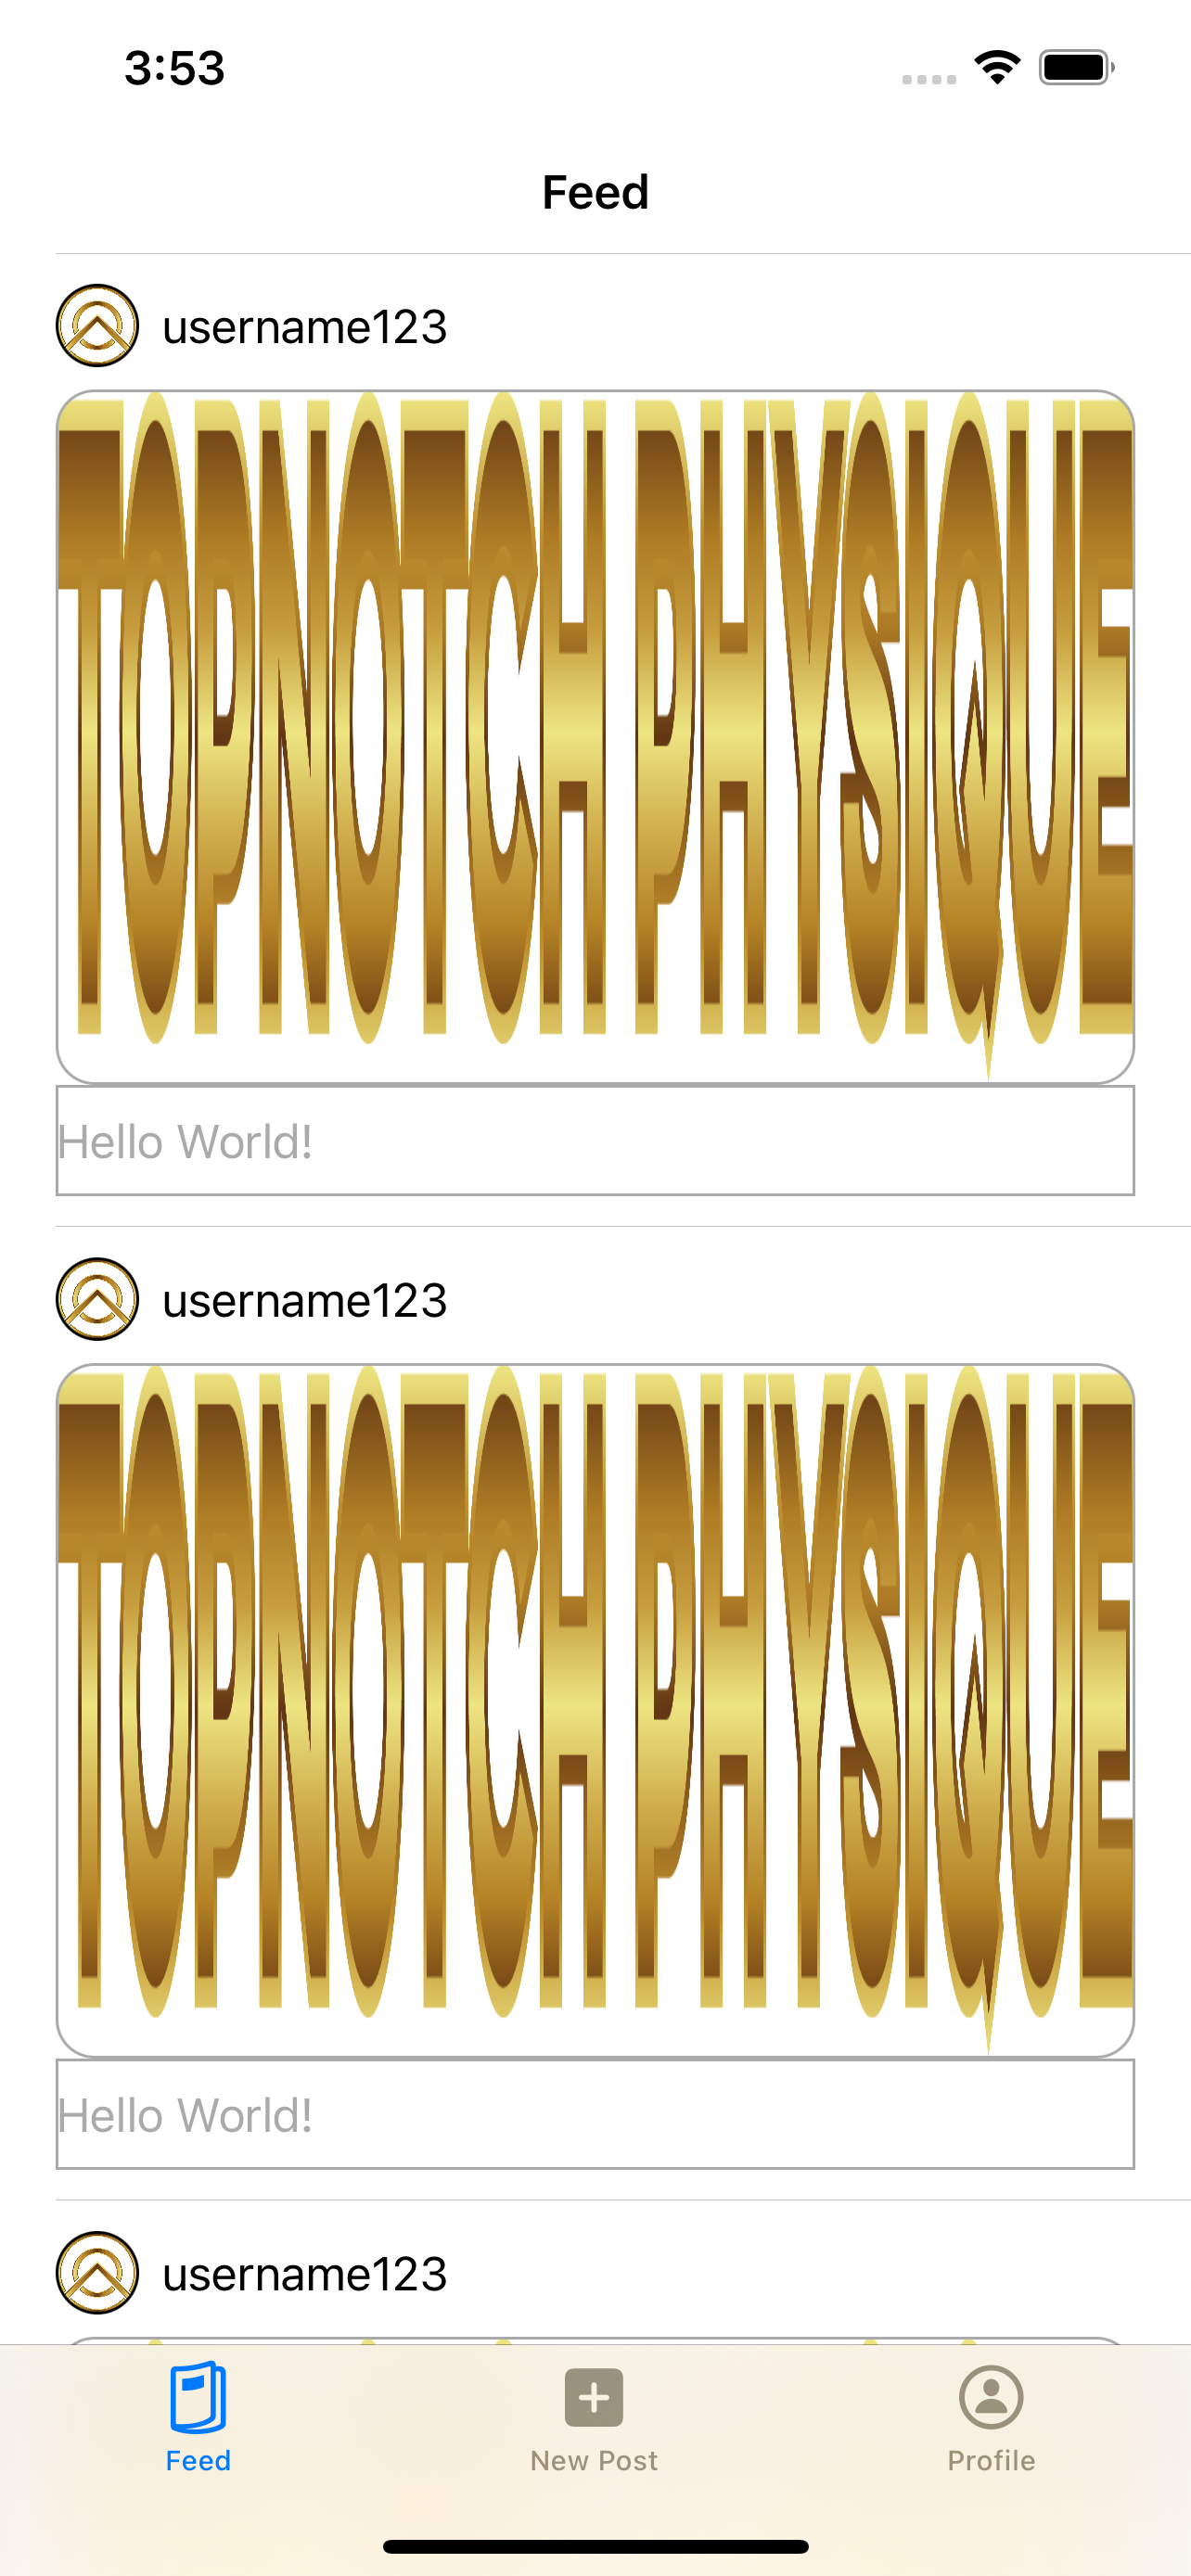 3:53
Feed
username123
TOPNOTCH PHYSIQUE
Hello World!
username123
TOPNOTCH PHYSIQUE
Hello World!
username123
Feed
New Post
Profile